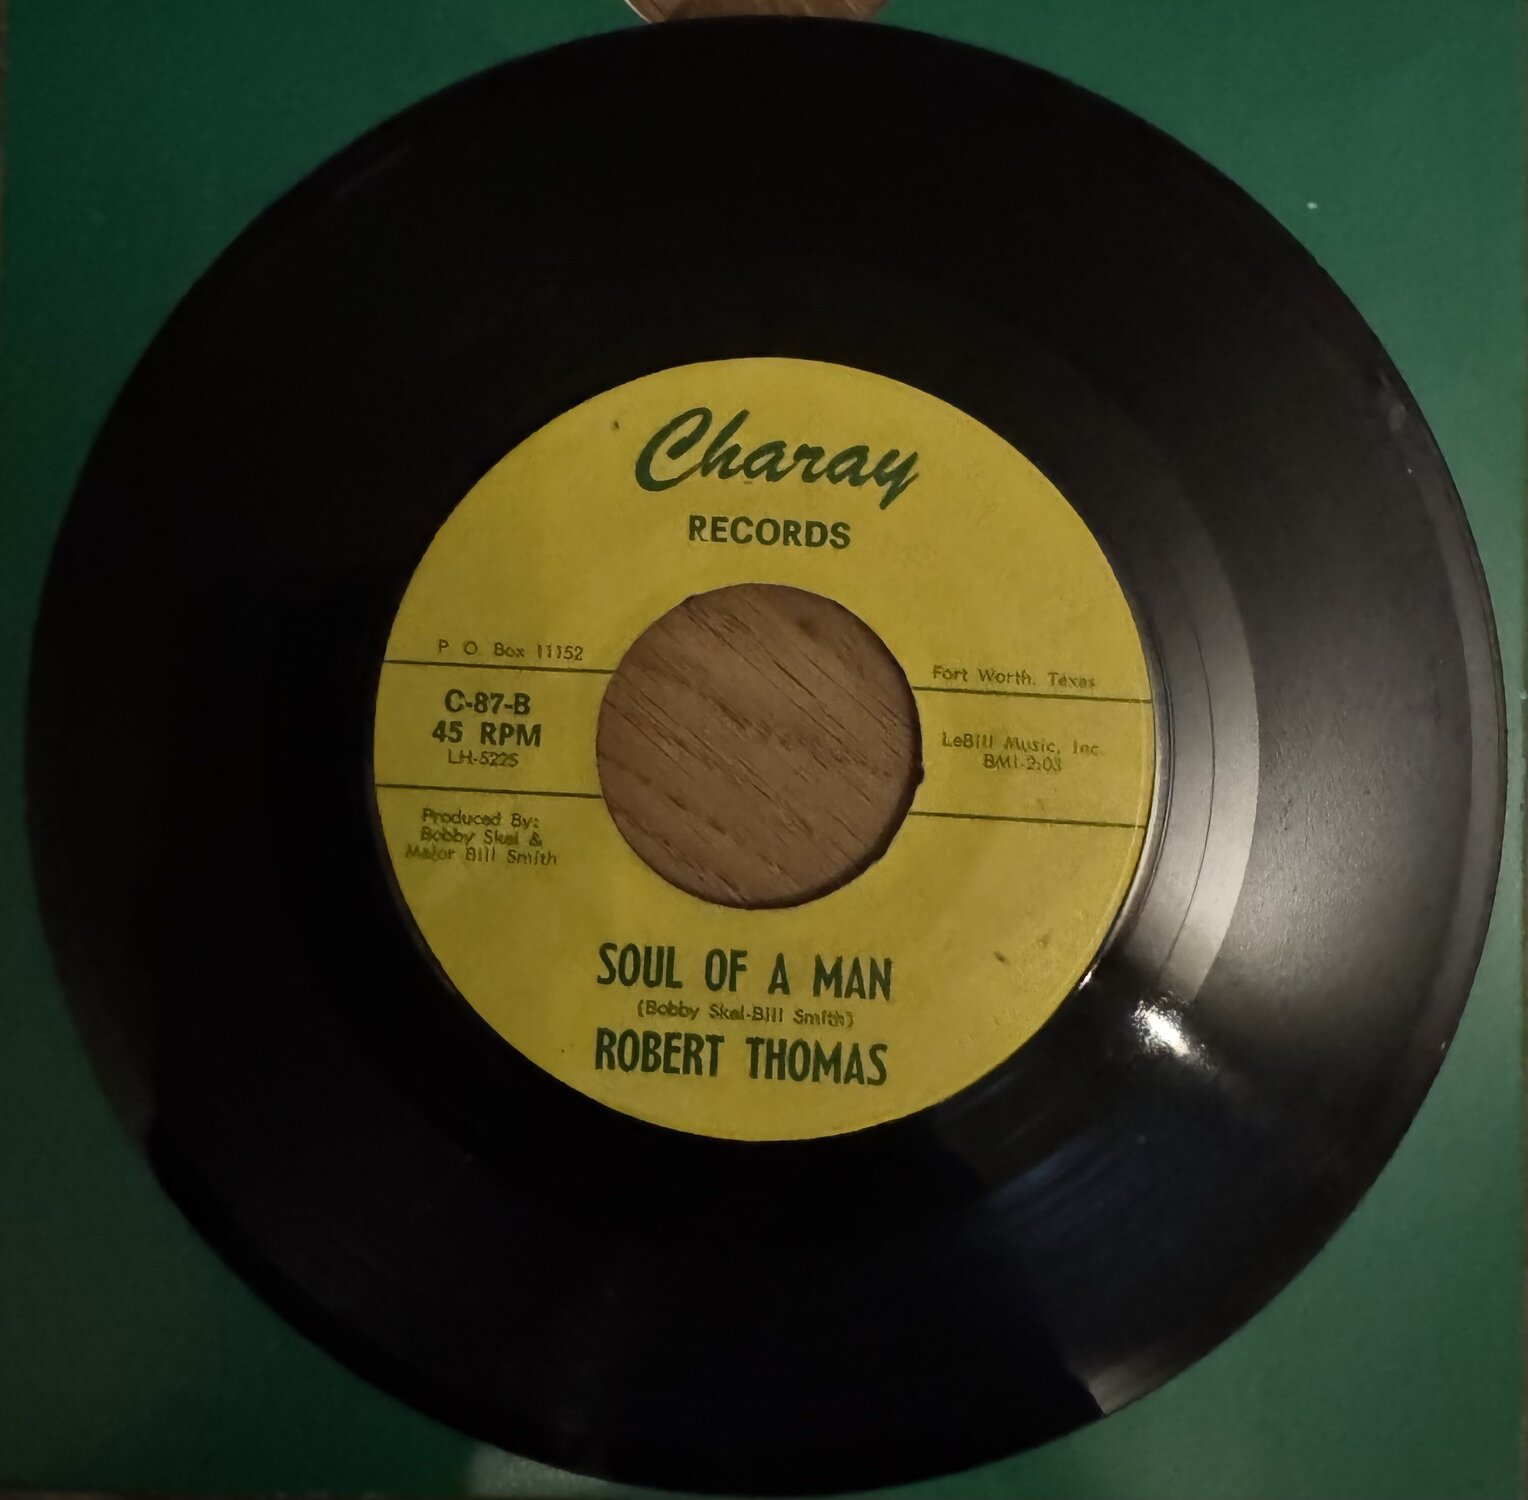 Charay
RECORDS
P O Box 11152
Fort Worth, Texas
C-87-B
45 RPM
LH-5225
LeBill Music, Inc.
BMI-2:03
Produced By:
Bobby Skel &
Major Bill Smith
SOUL OF A MAN
(Bobby Skel-Bill Smith)
ROBERT THOMAS